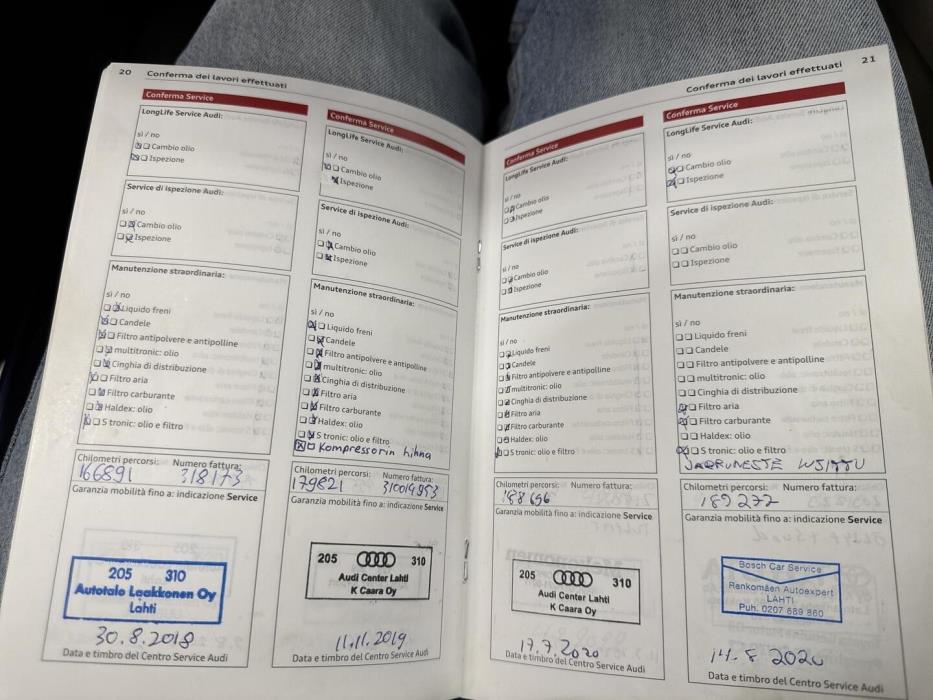 20 Conferma dei lavori effettuati
Conferma Service
LongLife Service Audi:
sì / no
Cambio olio
Ispezione
Service di ispezione Audi:
sì / no
Cambio olio
Ispezione
Manutenzione straordinaria:
sì / no
Liquido freni
Candele
Filtro antipolvere e antipolline
multitronic: olio
Cinghia di distribuzione
Filtro aria
Filtro carburante
Haldex: olio
S tronic: olio e filtro
Chilometri percorsi: Numero fattura:
166891 318173
Garanzia mobilità fino a: indicazione Service
205 310
Autotalo Laakkonen Oy
Lahti
30.8.2018
Data e timbro del Centro Service Audi
Conferma Service
LongLife Service Audi:
sì / no
Cambio olio
Ispezione
Service di ispezione Audi:
sì / no
Cambio olio
Ispezione
Manutenzione straordinaria:
sì / no
Liquido freni
Candele
Filtro antipolvere e antipolline
multitronic: olio
Cinghia di distribuzione
Filtro aria
Filtro carburante
Haldex: olio
S tronic: olio e filtro
Kompressorin hihna
Chilometri percorsi: Numero fattura:
179821 310019953
Garanzia mobilità fino a: indicazione Service
205 310
Audi Center Lahti
K Caara Oy
11.11.2019
Data e timbro del Centro Service Audi
Conferma dei lavori effettuati 21
Conferma Service
LongLife Service Audi:
sì / no
Cambio olio
Ispezione
Service di ispezione Audi:
sì / no
Cambio olio
Ispezione
Manutenzione straordinaria:
sì / no
Liquido freni
Candele
Filtro antipolvere e antipolline
multitronic: olio
Cinghia di distribuzione
Filtro aria
Filtro carburante
Haldex: olio
S tronic: olio e filtro
Chilometri percorsi: Numero fattura:
188696
Garanzia mobilità fino a: indicazione Service
205 310
Audi Center Lahti
K Caara Oy
17.7.2020
Data e timbro del Centro Service Audi
Conferma Service
LongLife Service Audi:
sì / no
Cambio olio
Ispezione
Service di ispezione Audi:
sì / no
Cambio olio
Ispezione
Manutenzione straordinaria:
sì / no
Liquido freni
Candele
Filtro antipolvere e antipolline
multitronic: olio
Cinghia di distribuzione
Filtro aria
Filtro carburante
Haldex: olio
S tronic: olio e filtro
JARRUNESTE
Chilometri percorsi: Numero fattura:
189277
Garanzia mobilità fino a: indicazione Service
Bosch Car Service
Renkomäen Autoexpert
LAHTI
Puh. 0207 689 860
14.8 2020
Data e timbro del Centro Service Audi